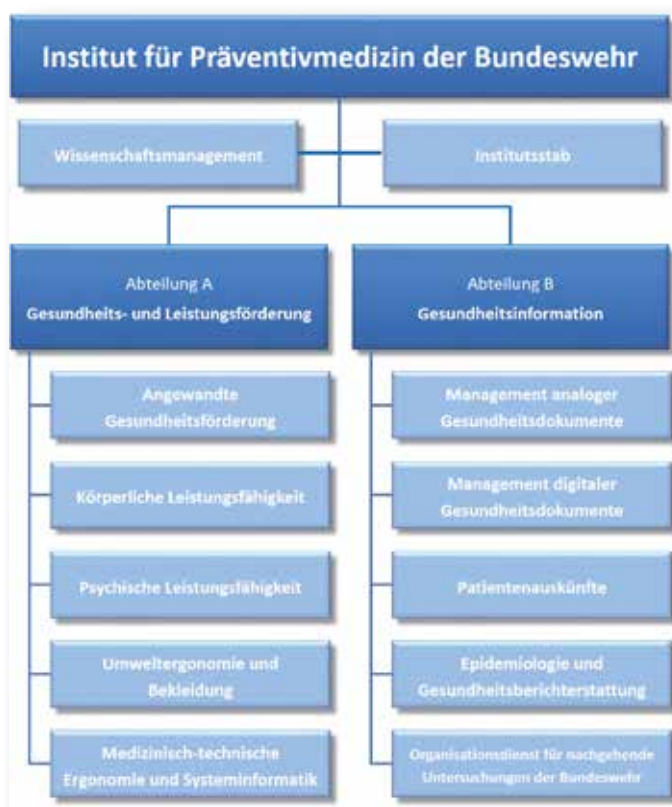 Institut für Präventivmedizin der Bundeswehr
Wissenschaftsmanagement
Institutsstab
Abteilung A
Gesundheits- und Leistungsförderung
Abteilung B
Gesundheitsinformation
Angewandte
Gesundheitsförderung
Körperliche Leistungsfähigkeit
Psychische Leistungsfähigkeit
Umweltergonomie und
Bekleidung
Medizinisch-technische
Ergonomie und Systeminformatik
Management analoger
Gesundheitsdokumente
Management digitaler
Gesundheitsdokumente
Patientenauskünfte
Epidemiologie und
Gesundheitsberichterstattung
Organisationsdienst für nachgehende
Untersuchungen der Bundeswehr